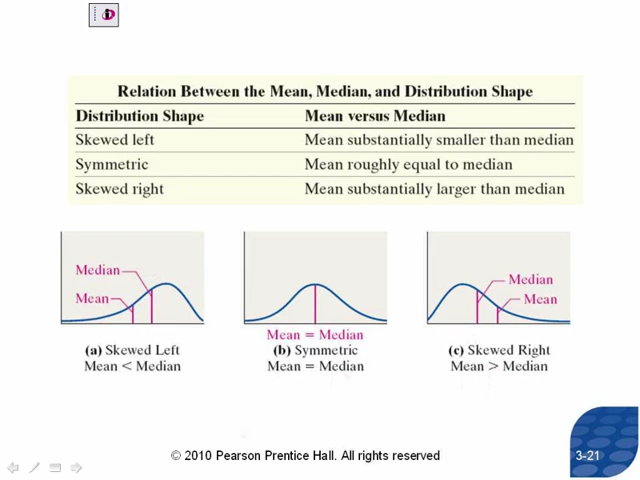 Relation Between the Mean, Median, and Distribution Shape
Distribution Shape Mean versus Median
Skewed left Mean substantially smaller than median
Symmetric Mean roughly equal to median
Skewed right Mean substantially larger than median
Median
Mean
Mean = Median
Median
Mean
(a) Skewed Left
Mean < Median
(b) Symmetric
Mean = Median
(c) Skewed Right
Mean > Median
© 2010 Pearson Prentice Hall. All rights reserved
3-21